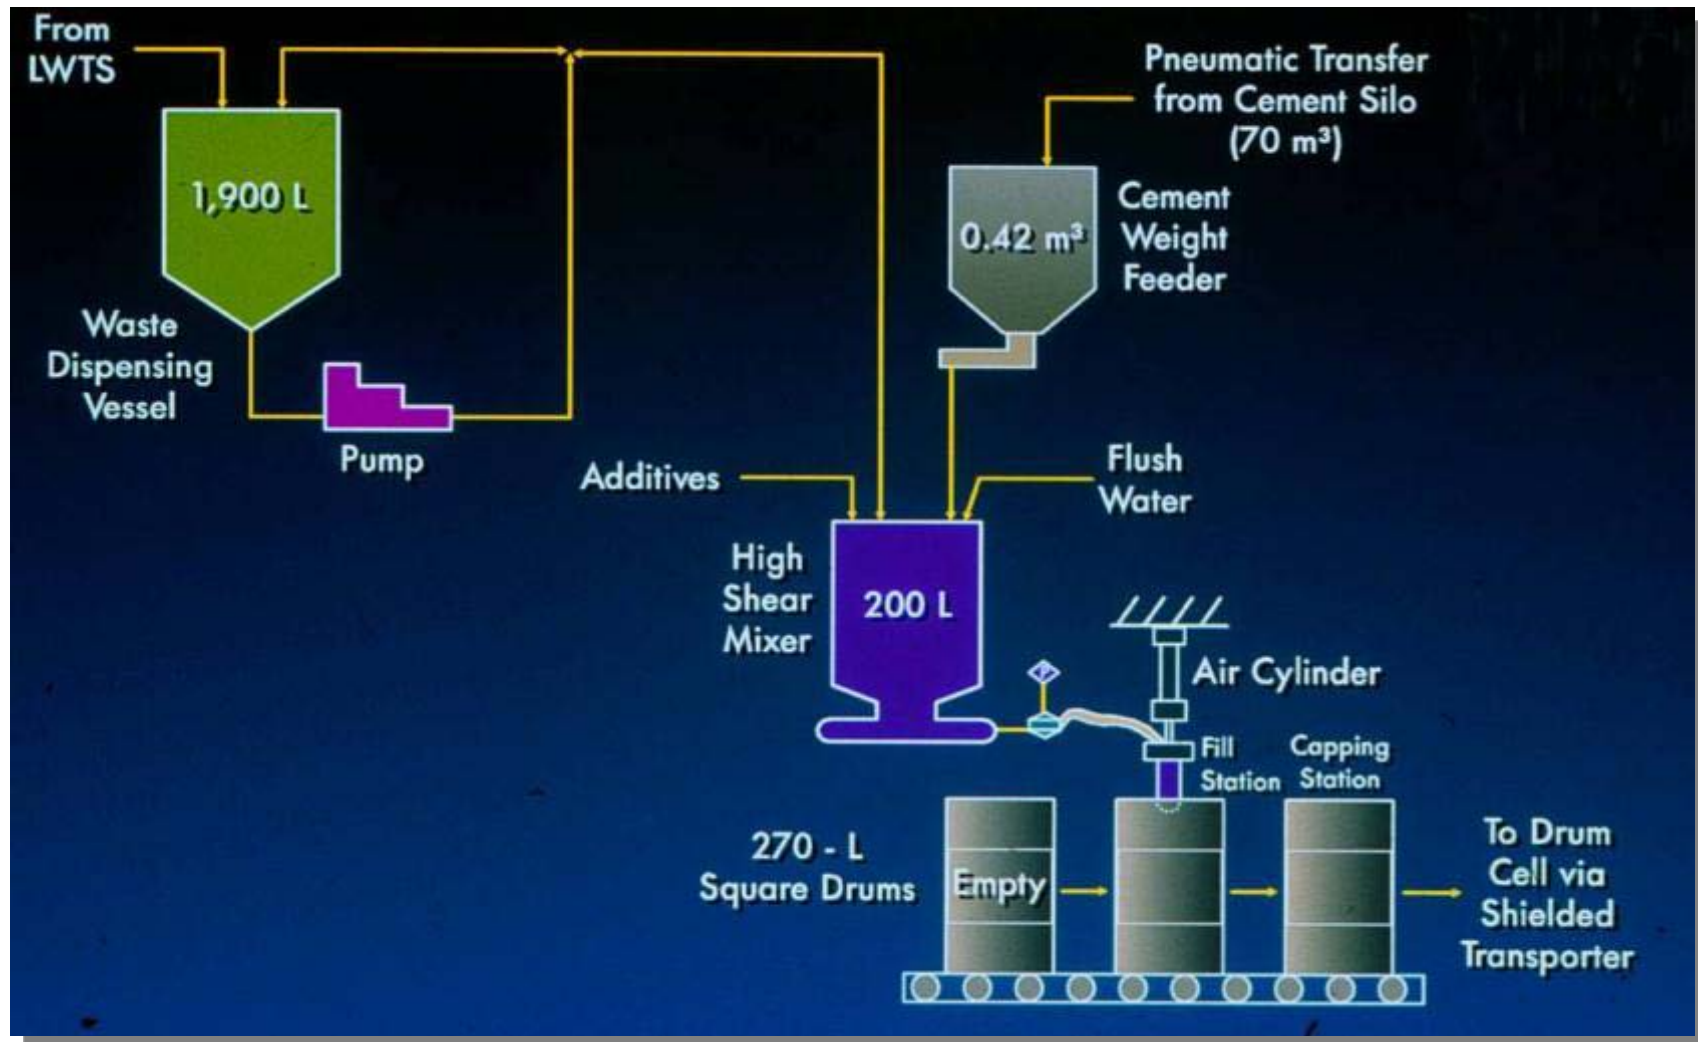 From
LWTS
1,900 L
Waste
Dispensing
Vessel
Pump
Pneumatic Transfer
from Cement Silo
(70 m³)
0.42 m³
Cement
Weight
Feeder
Additives
Flush
Water
High
Shear
Mixer
200 L
P
Air Cylinder
Fill
Station
Capping
Station
270 - L
Square Drums
Empty
To Drum
Cell via
Shielded
Transporter